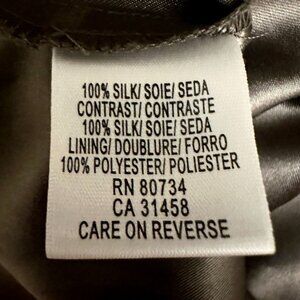 100% SILK/ SOIE/ SEDA
CONTRAST/ CONTRASTE
100% SILK/ SOIE/ SEDA
LINING/ DOUBLURE/ FORRO
100% POLYESTER/ POLIESTER
RN 80734
CA 31458
CARE ON REVERSE